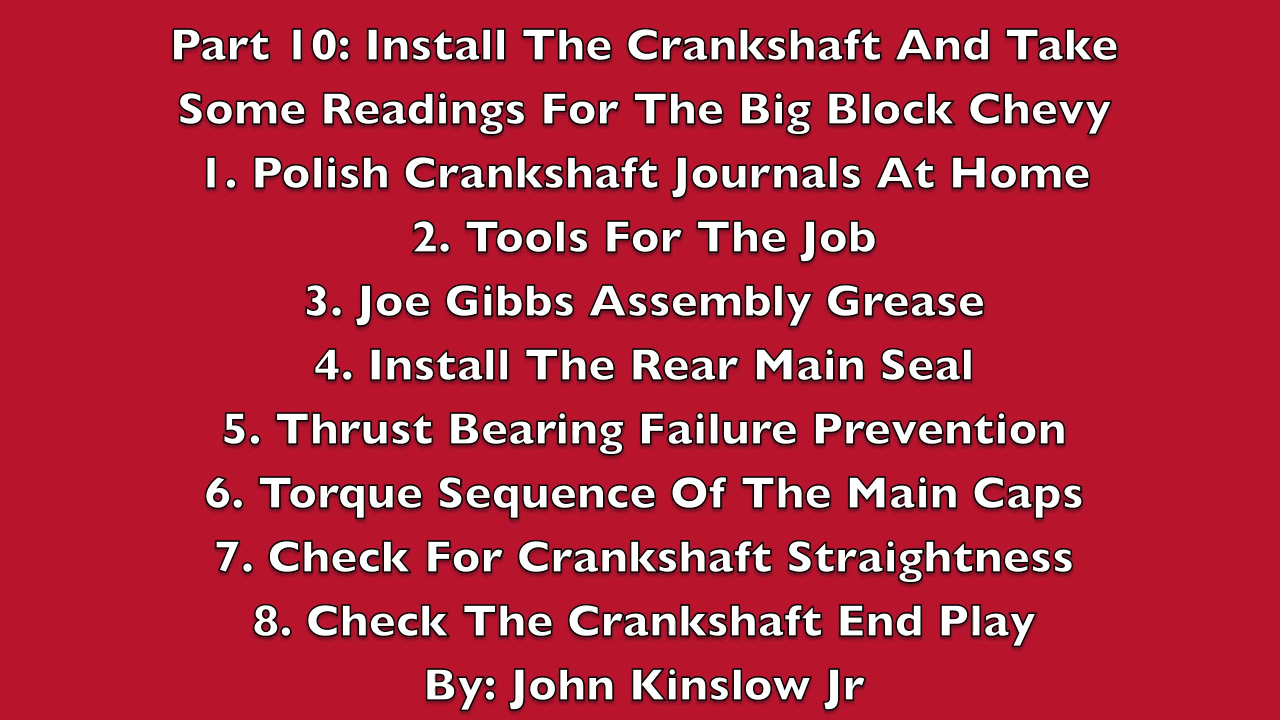 Part 10: Install The Crankshaft And Take
Some Readings For The Big Block Chevy
1. Polish Crankshaft Journals At Home
2. Tools For The Job
3. Joe Gibbs Assembly Grease
4. Install The Rear Main Seal
5. Thrust Bearing Failure Prevention
6. Torque Sequence Of The Main Caps
7. Check For Crankshaft Straightness
8. Check The Crankshaft End Play
By: John Kinslow Jr